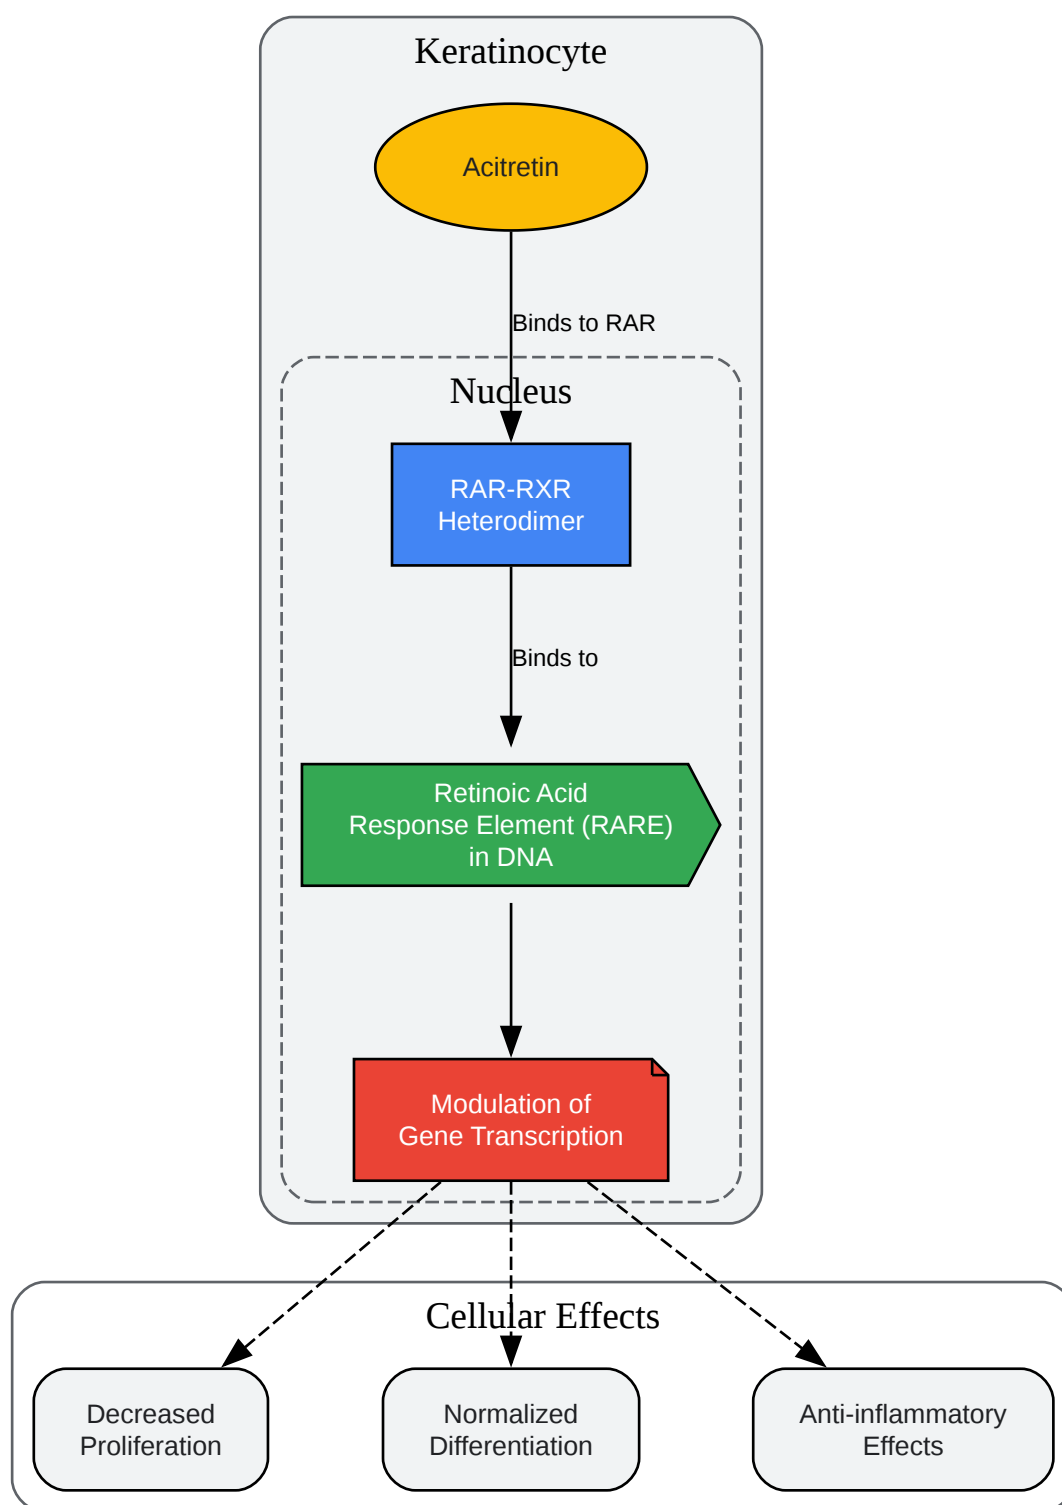 Keratinocyte
Acitretin
Binds to RAR
Nucleus
RAR-RXR
Heterodimer
Binds to
Retinoic Acid
Response Element (RARE)
in DNA
Modulation of
Gene Transcription
Cellular Effects
Decreased
Proliferation
Normalized
Differentiation
Anti-inflammatory
Effects